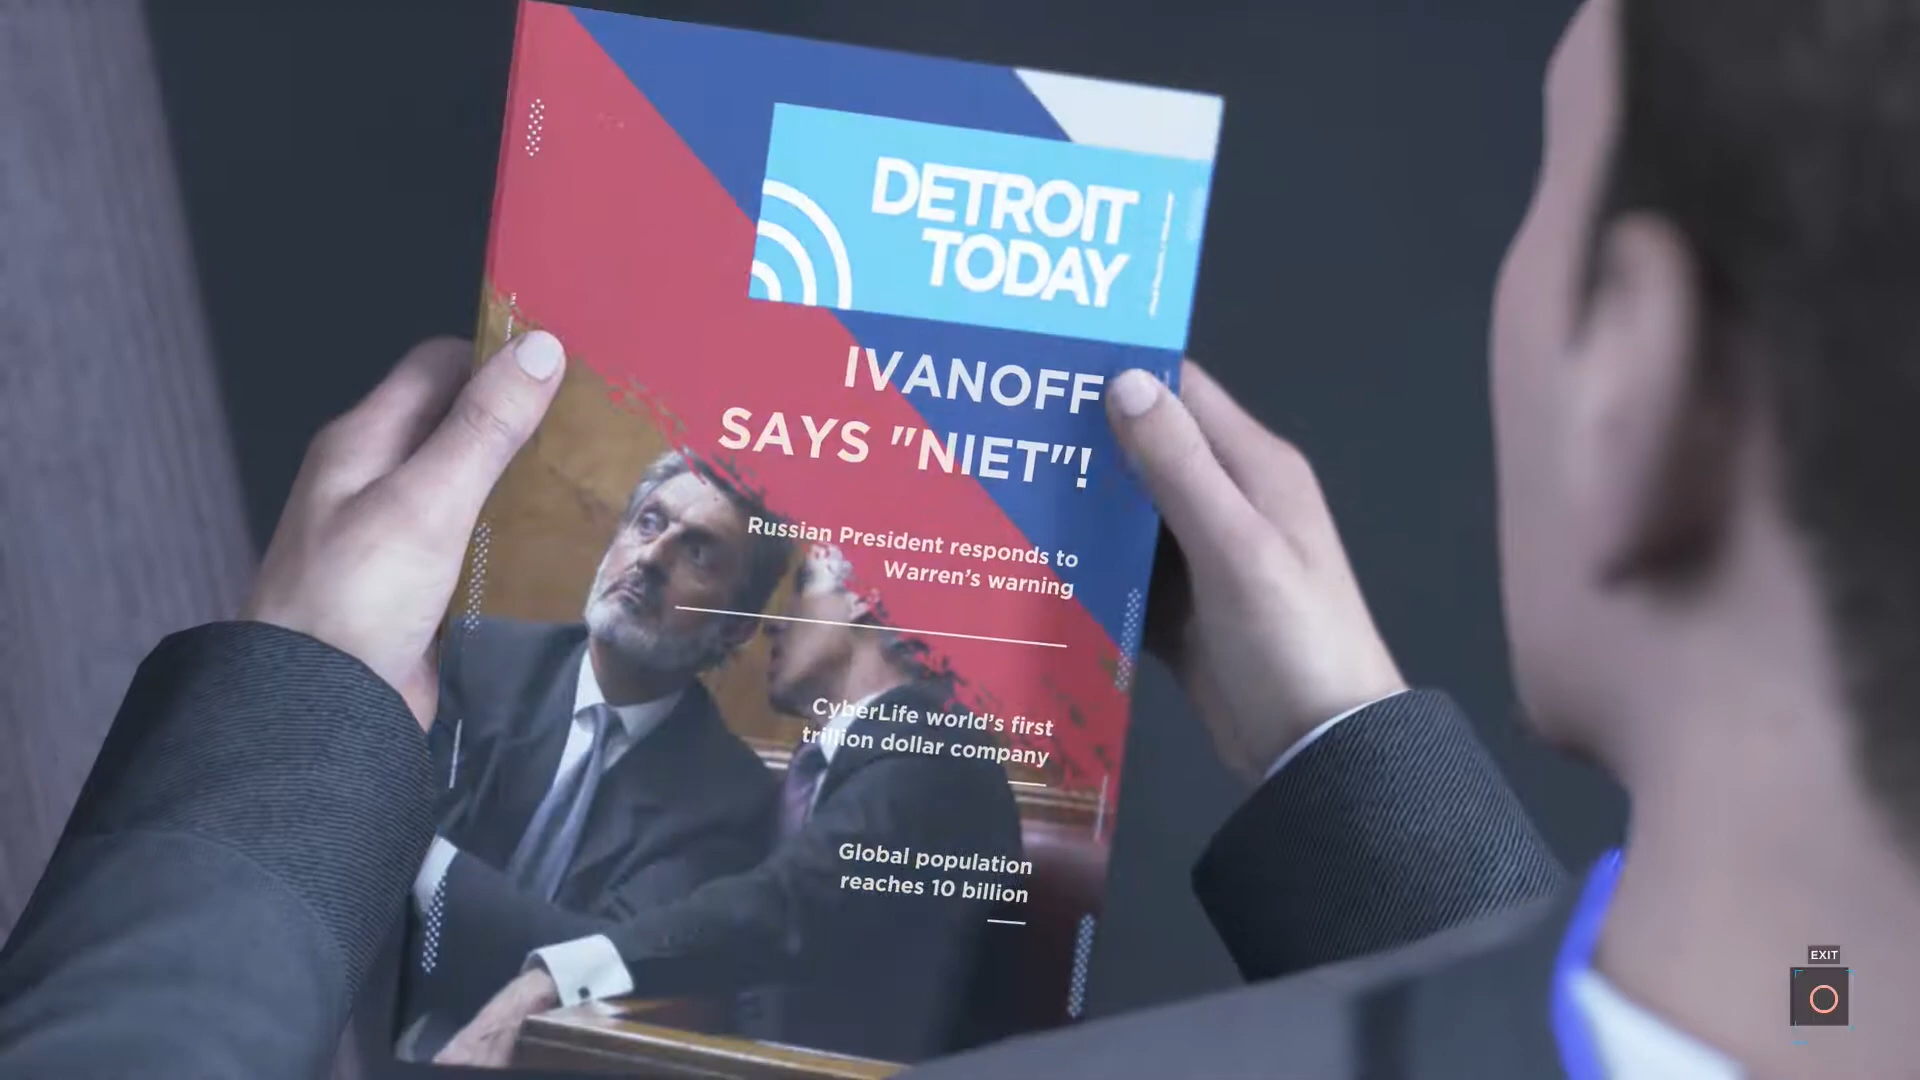 DETROIT
TODAY
IVANOFF
SAYS "NIET"!
Russian President responds to
Warren's warning
CyberLife world's first
trillion dollar company
Global population
reaches 10 billion
EXIT